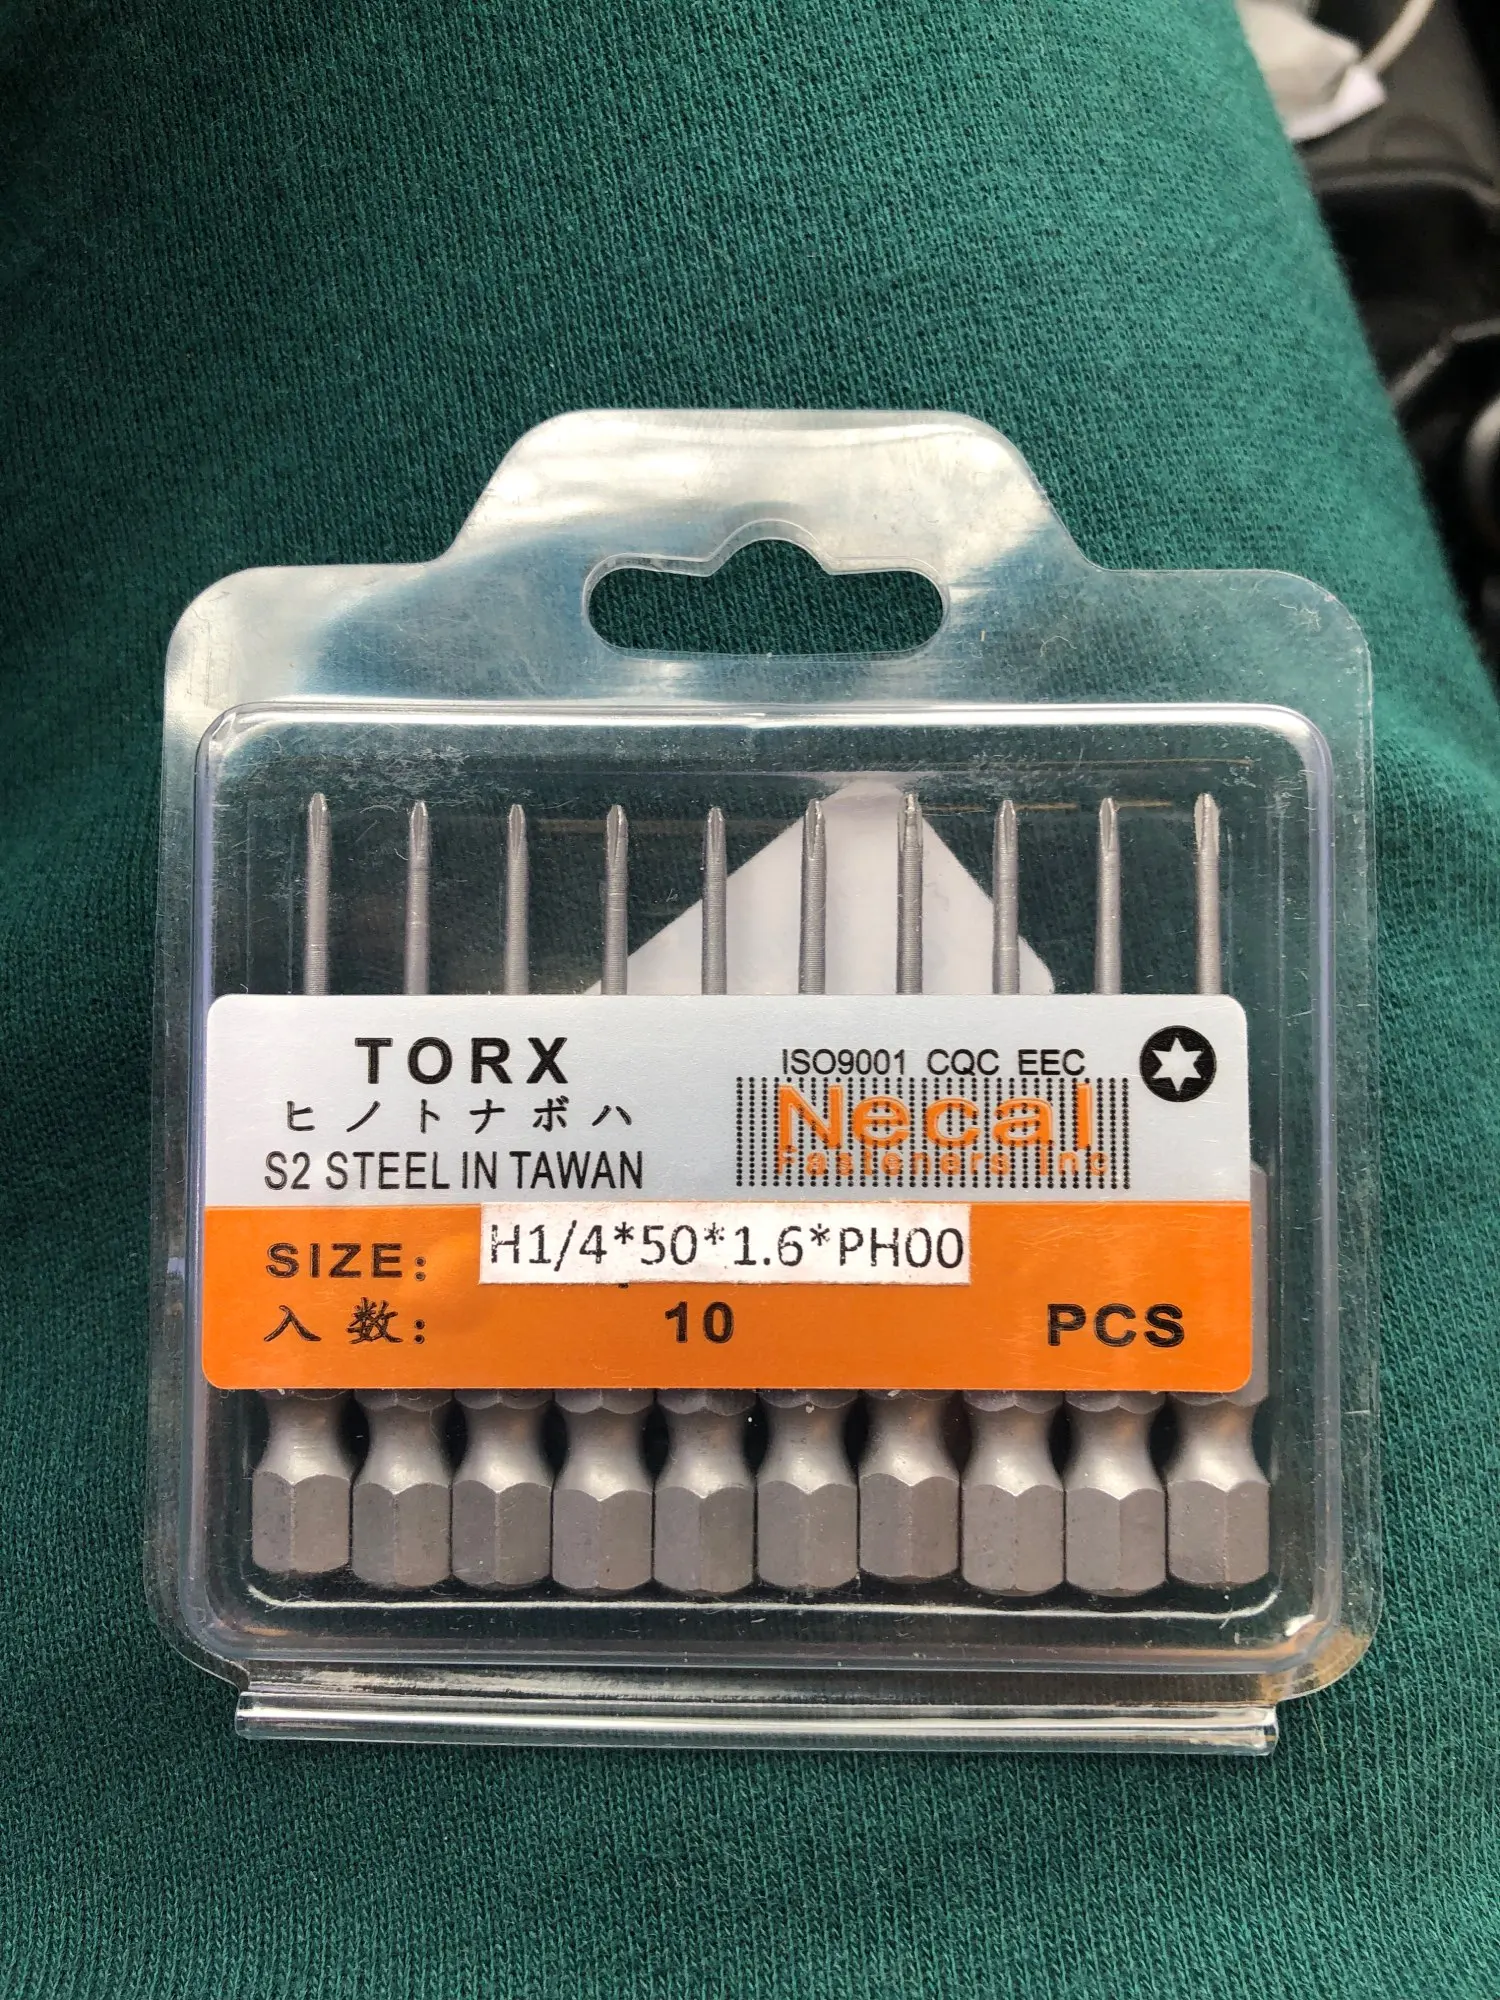 TORX
ヒノトナボハ
S2 STEEL IN TAWAN
ISO9001 CQC EEC
Necal
Fasteners Inc
SIZE: H1/4*50*1.6*PH00
入数: 10 PCS